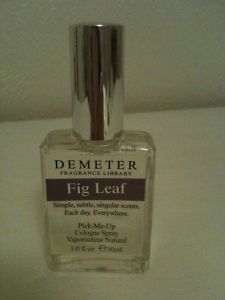 DEMETER
FRAGRANCE LIBRARY
Fig Leaf
Simple, subtle, singular scents.
Each day. Everywhere.
Pick-Me-Up
Cologne Spray
Vaporisateur Naturel
1.0 fl oz ℮ 30ml